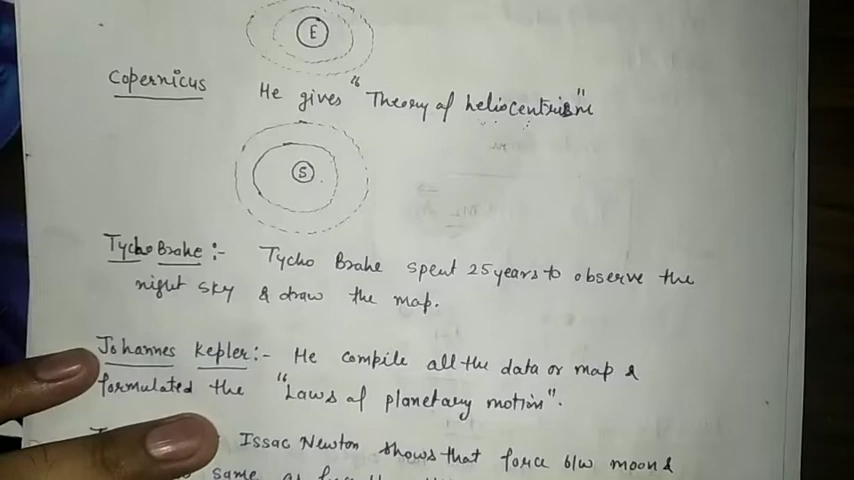 E
Copernicus He gives "Theory of heliocentrism"
S
Tycho Brahe :- Tycho Brahe spent 25 years to observe the
night sky & draw the map.
Johannes Kepler :- He compile all the data or map &
formulated the "Laws of planetary motion".
Issac Newton shows that force b/w moon &
same as